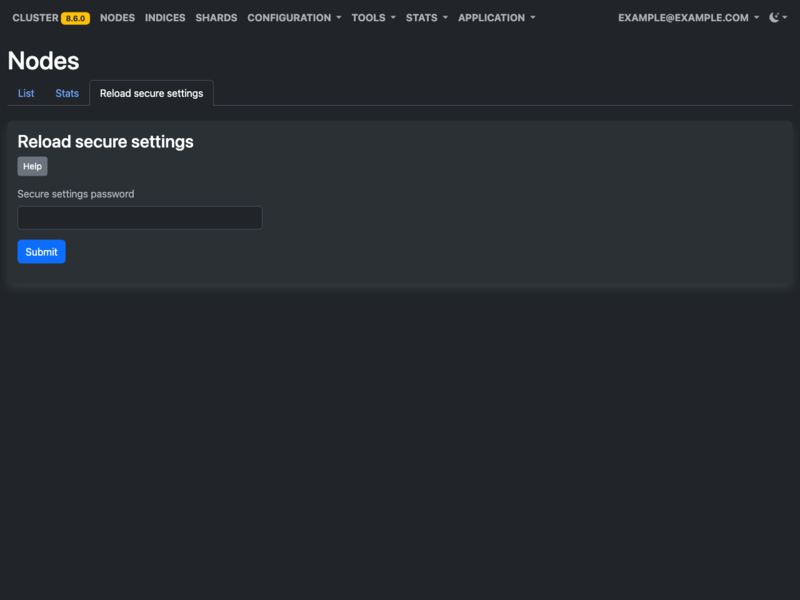 CLUSTER 8.6.0 NODES INDICES SHARDS CONFIGURATION TOOLS STATS APPLICATION EXAMPLE@EXAMPLE.COM
Nodes
List Stats Reload secure settings
Reload secure settings
Help
Secure settings password
Submit